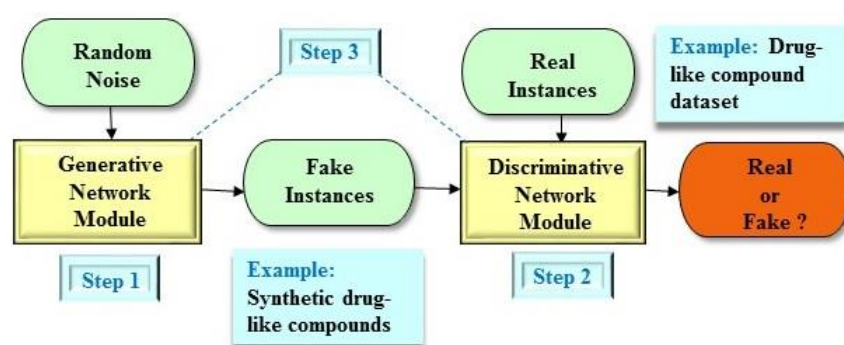 Random
Noise
Step 3
Real
Instances
Example: Drug-
like compound
dataset
Generative
Network
Module
Fake
Instances
Discriminative
Network
Module
Real
or
Fake ?
Step 1
Example:
Synthetic drug-
like compounds
Step 2